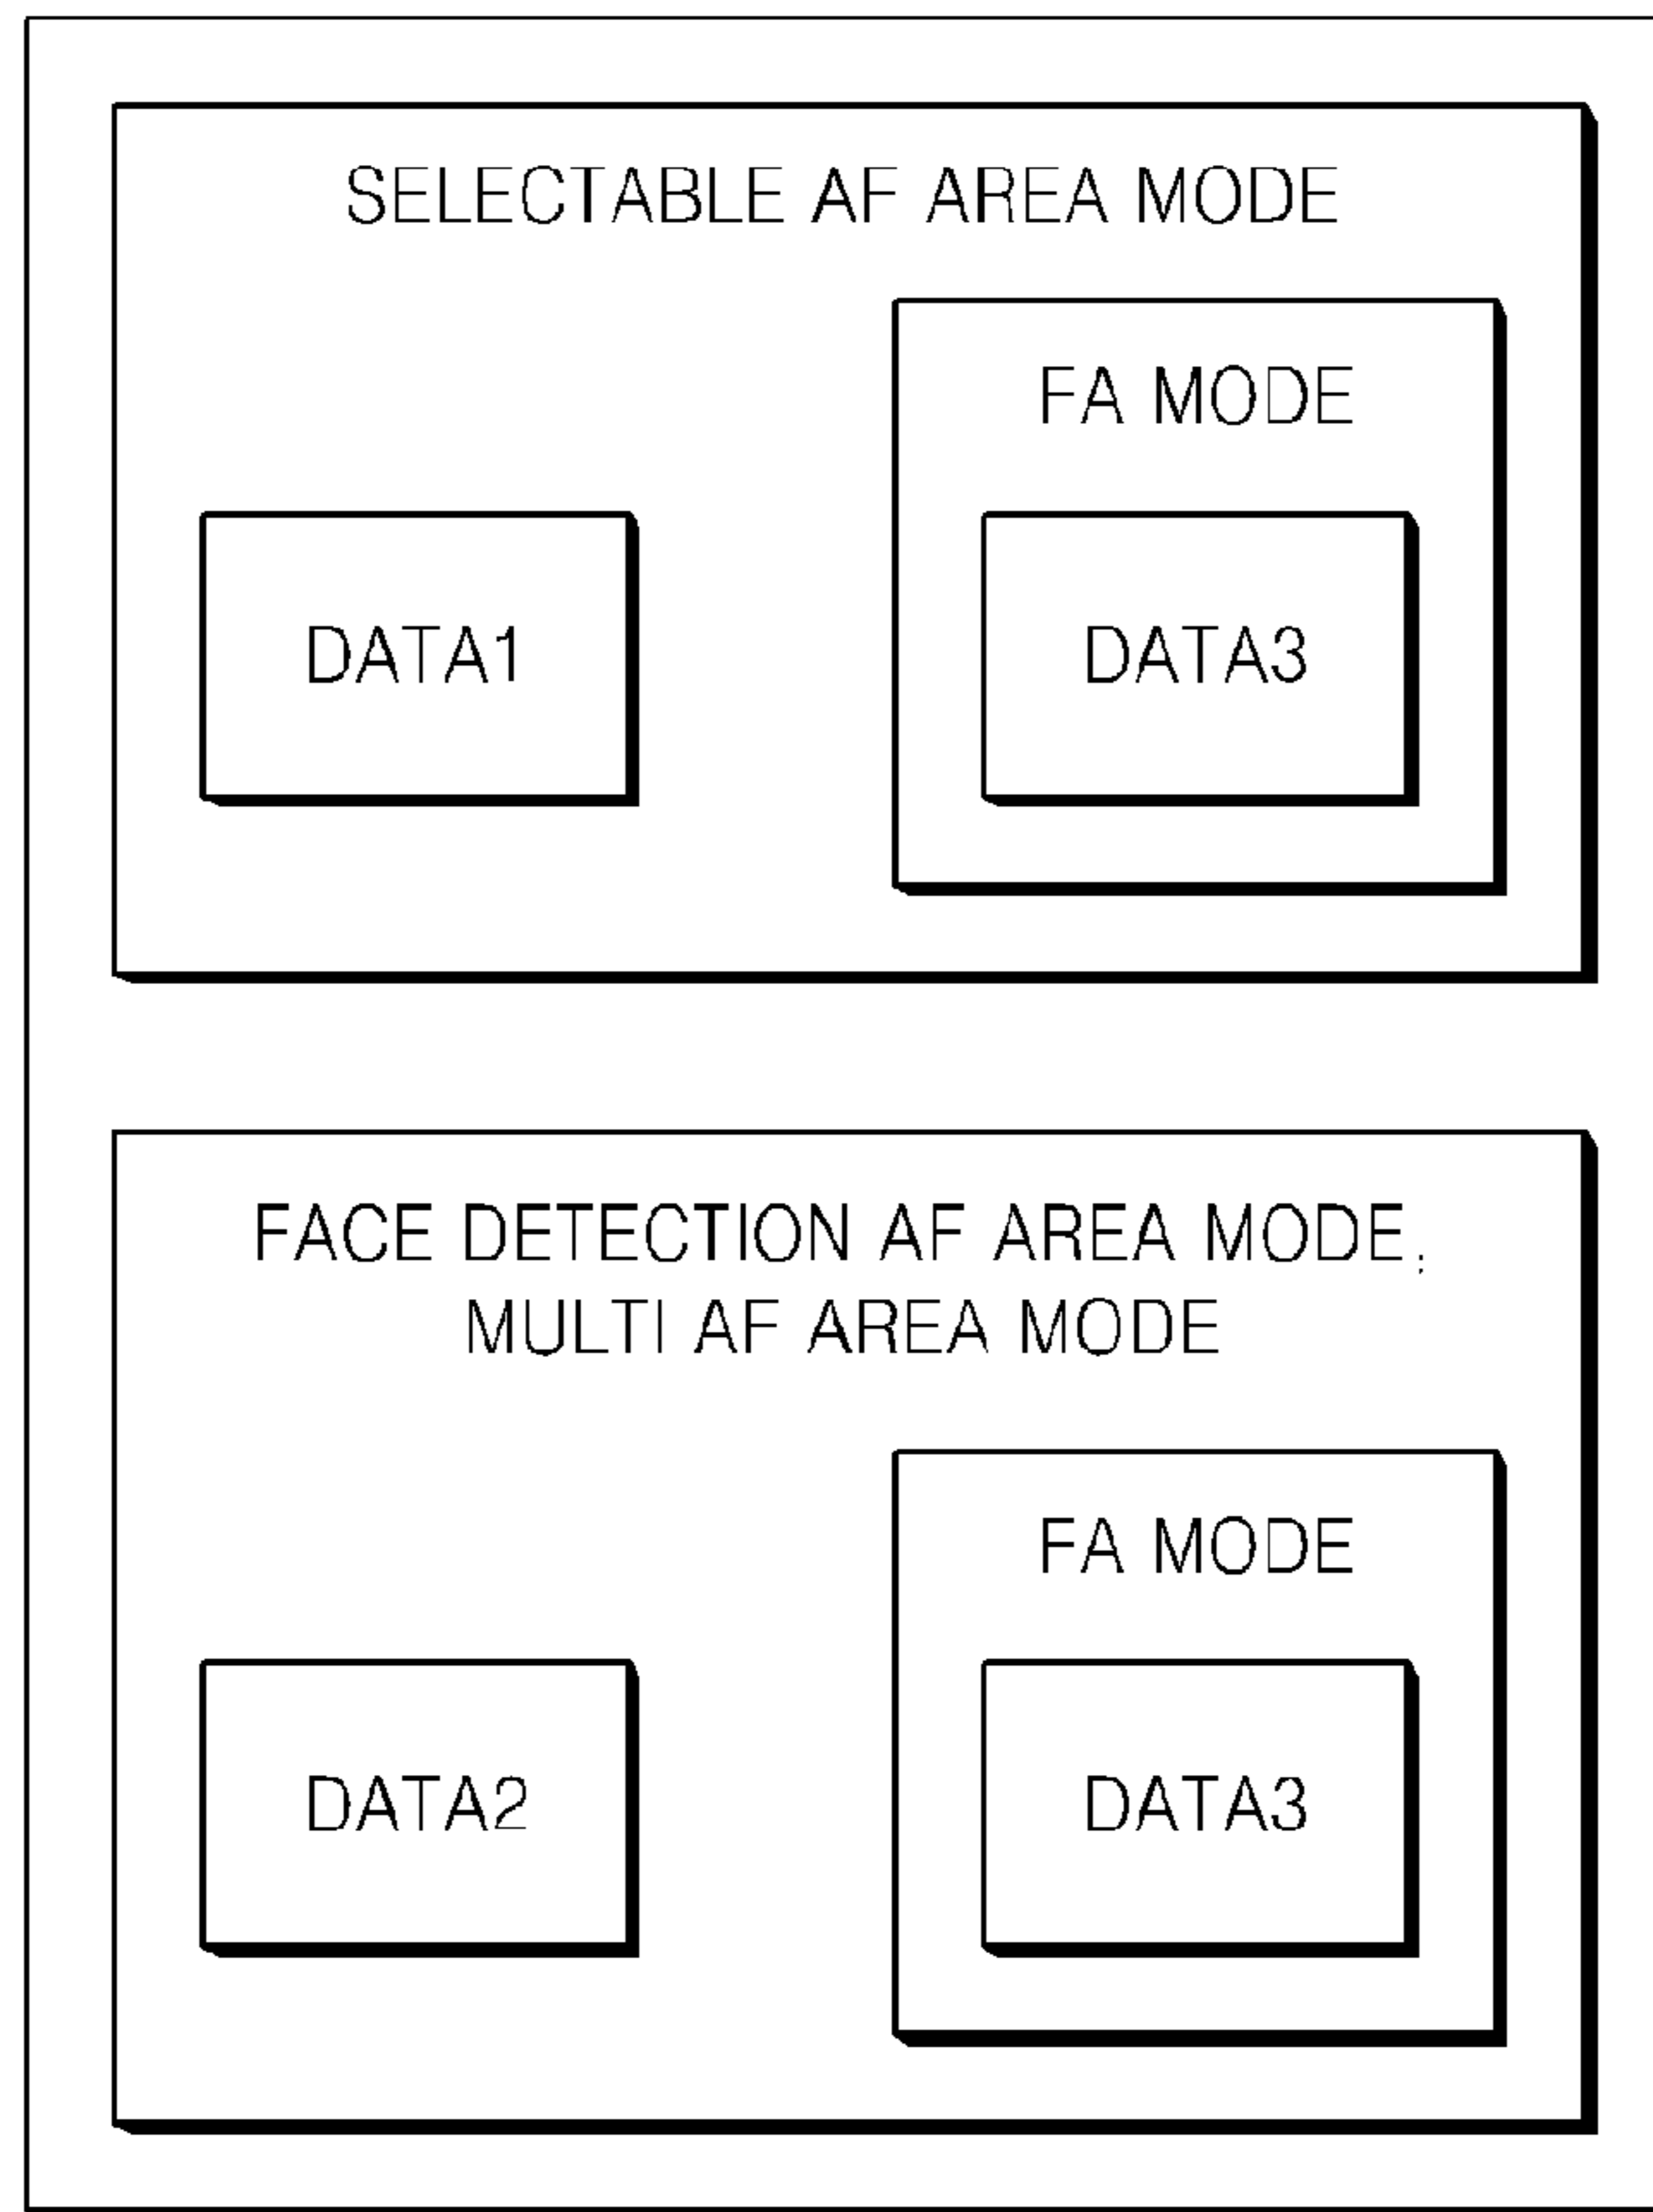 SELECTABLE AF AREA MODE
FA MODE
DATA1
DATA3
FACE DETECTION AF AREA MODE;
MULTI AF AREA MODE
FA MODE
DATA2
DATA3